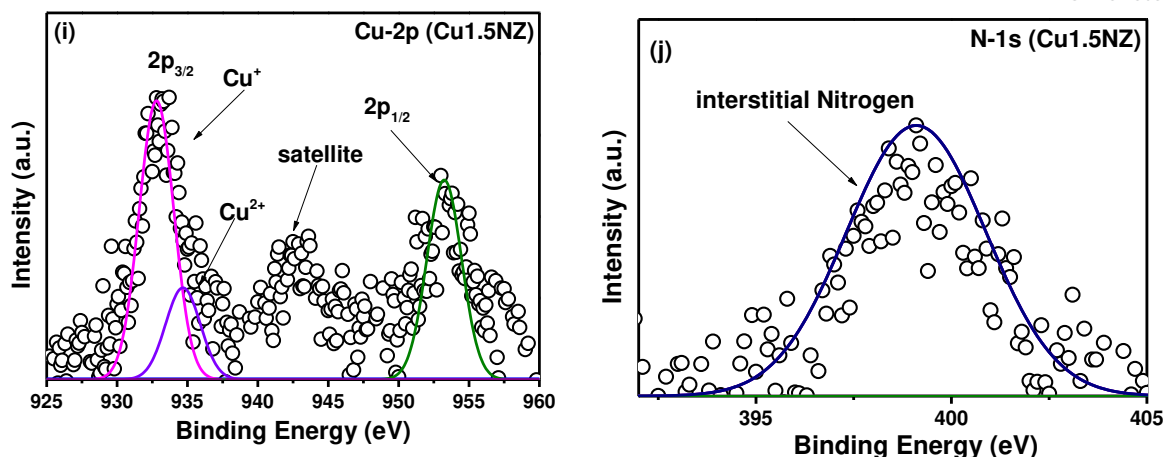 (i)
Cu-2p (Cu1.5NZ)
2p3/2
Cu+
2p1/2
satellite
Cu2+
Intensity (a.u.)
925 930 935 940 945 950 955 960
Binding Energy (eV)
(j)
N-1s (Cu1.5NZ)
interstitial Nitrogen
Intensity (a.u.)
395 400 405
Binding Energy (eV)